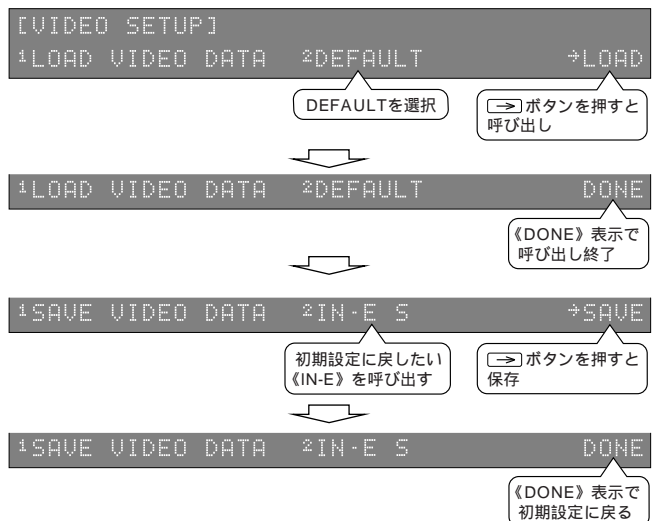 [VIDEO SETUP]
1LOAD VIDEO DATA 2DEFAULT →LOAD
DEFAULTを選択
→ ボタンを押すと
呼び出し
1LOAD VIDEO DATA 2DEFAULT DONE
《DONE》表示で
呼び出し終了
1SAVE VIDEO DATA 2IN-E S →SAVE
初期設定に戻したい
《IN-E》を呼び出す
→ ボタンを押すと
保存
1SAVE VIDEO DATA 2IN-E S DONE
《DONE》表示で
初期設定に戻る